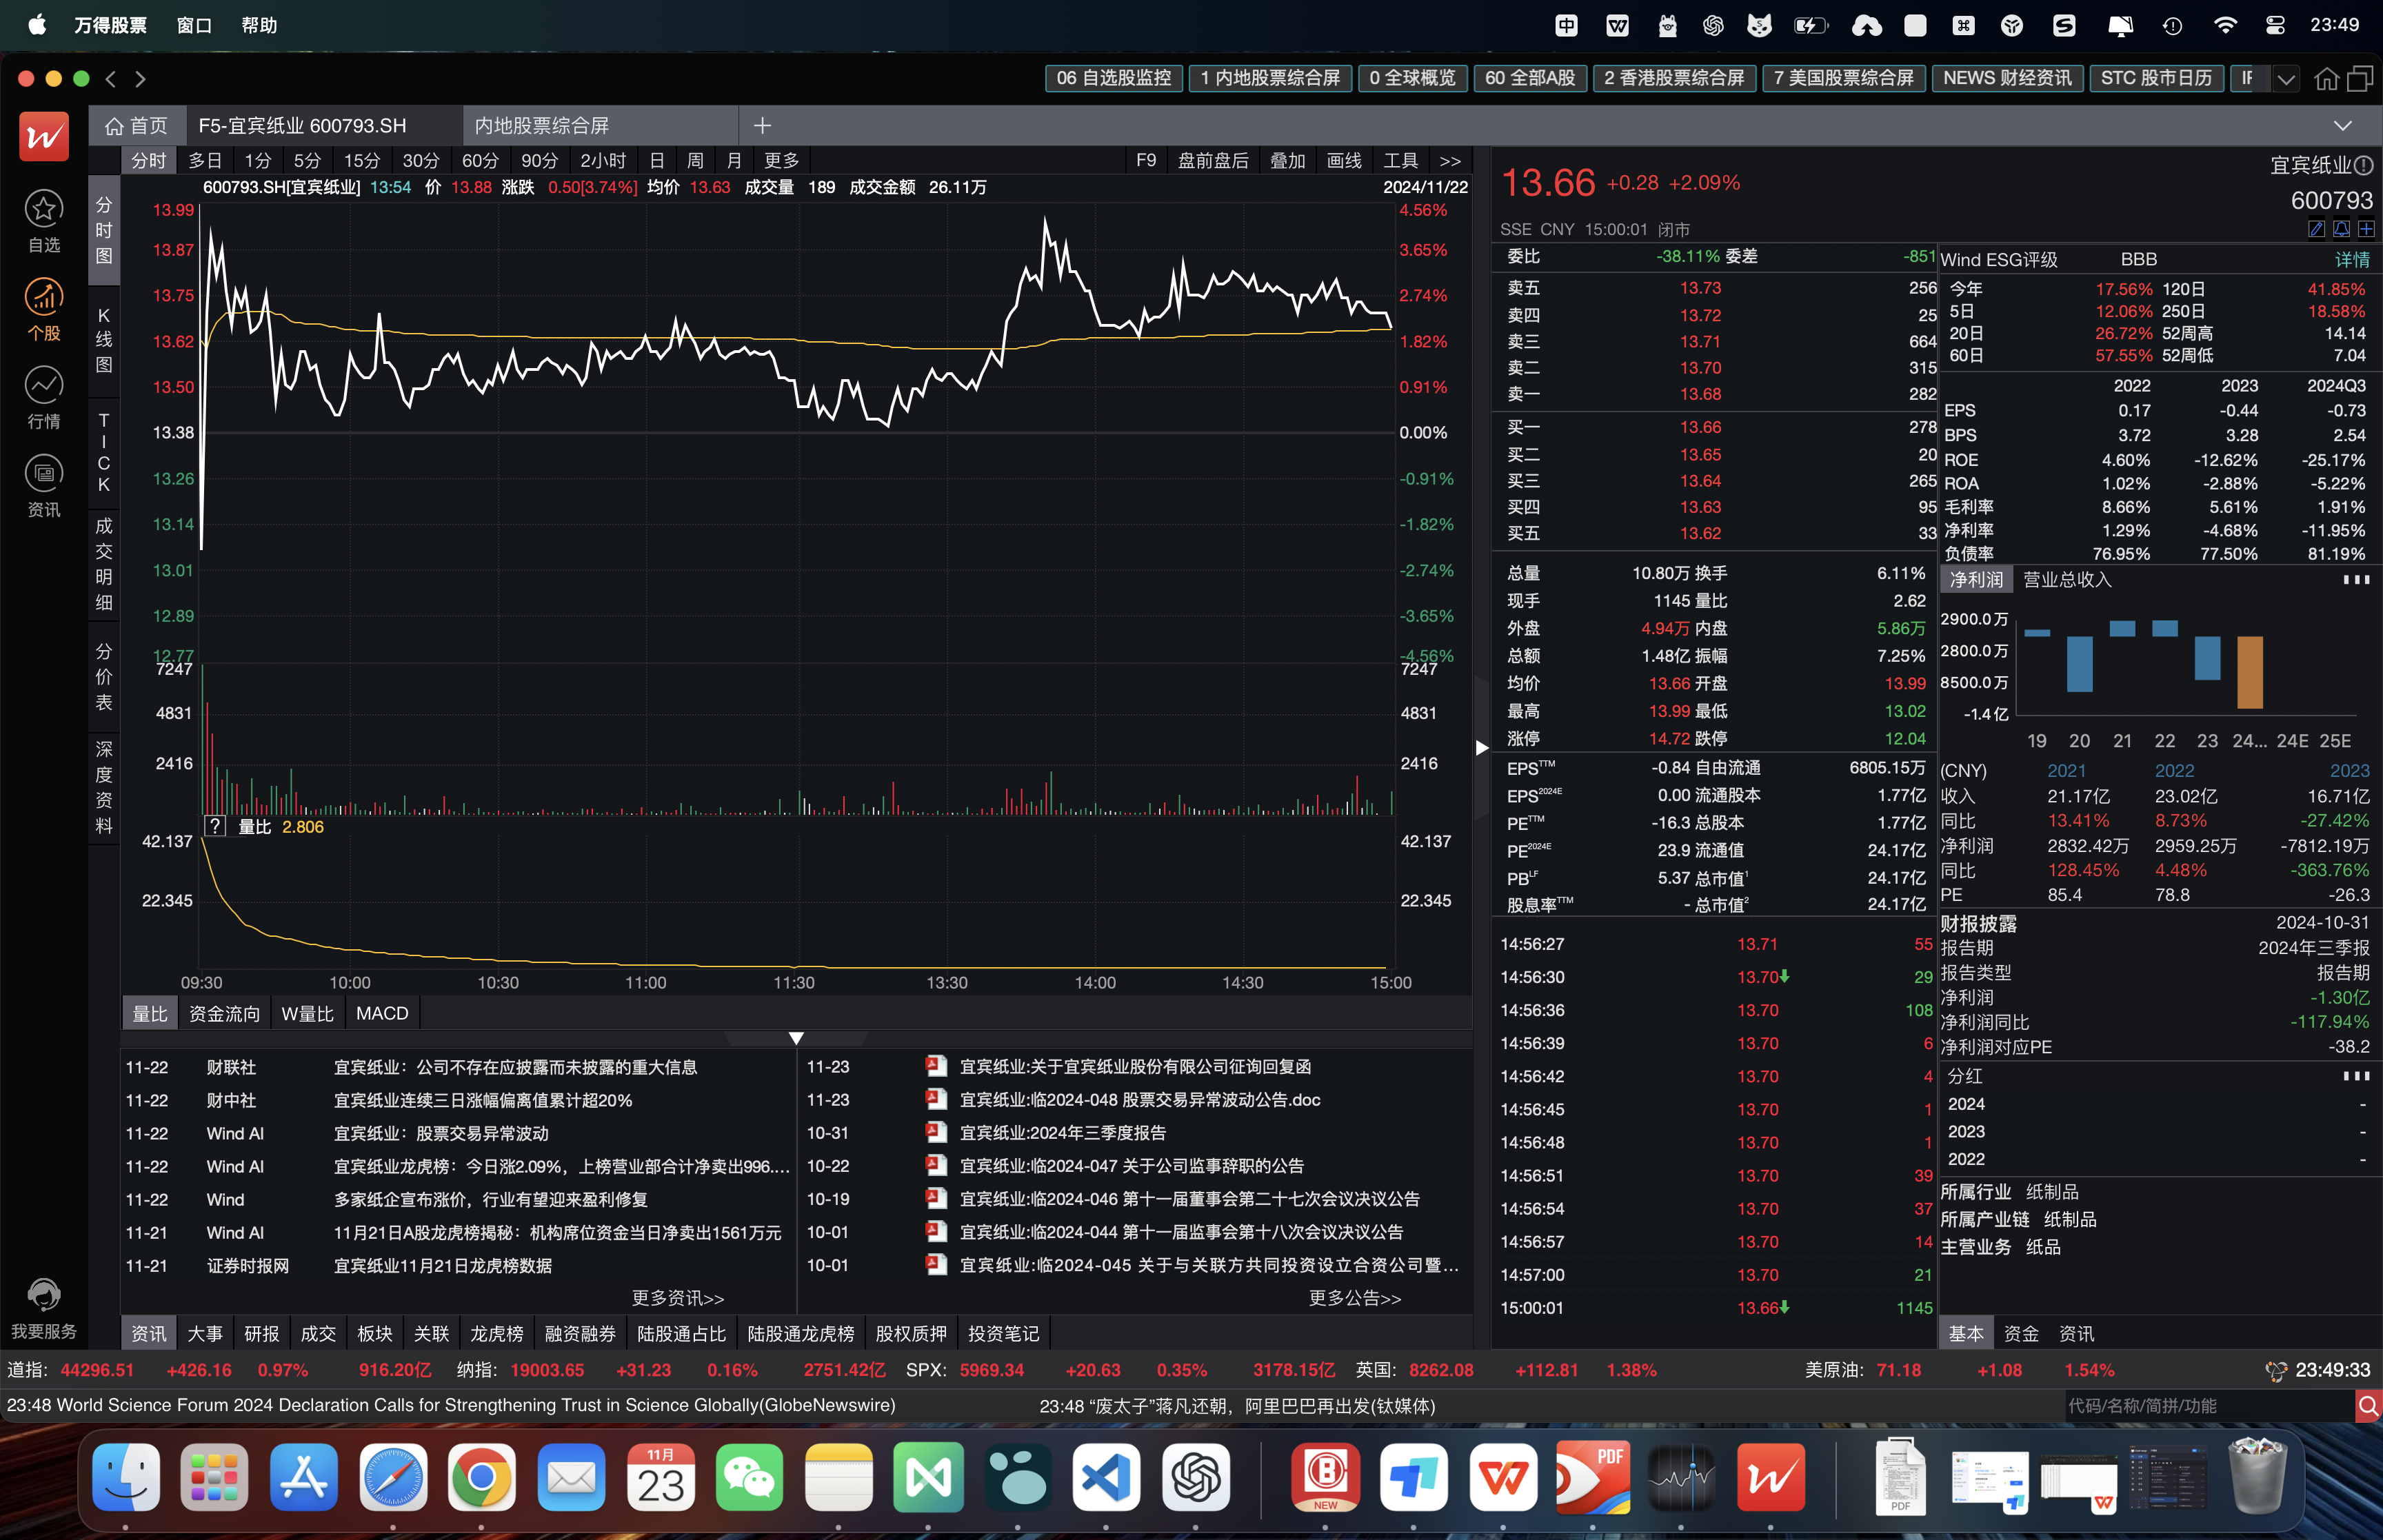 万得股票 窗口 帮助 23:49
06 自选股监控 1 内地股票综合屏 0 全球概览 60 全部A股 2 香港股票综合屏 7 美国股票综合屏 NEWS 财经资讯 STC 股市日历
首页 F5-宜宾纸业 600793.SH 内地股票综合屏 +
分时 多日 1分 5分 15分 30分 60分 90分 2小时 日 周 月 更多 F9 盘前盘后 叠加 画线 工具 >>
600793.SH[宜宾纸业] 13:54 价 13.88 涨跌 0.50[3.74%] 均价 13.63 成交量 189 成交金额 26.11万 2024/11/22
自选
个股
行情
资讯
我要服务
分时图
K线图
TICK
成交明细
分价表
深度资料
13.99 4.56%
13.87 3.65%
13.75 2.74%
13.62 1.82%
13.50 0.91%
13.38 0.00%
13.26 -0.91%
13.14 -1.82%
13.01 -2.74%
12.89 -3.65%
12.77 -4.56%
7247 7247
4831 4831
2416 2416
? 量比 2.806
42.137 42.137
22.345 22.345
09:30 10:00 10:30 11:00 11:30 13:30 14:00 14:30 15:00
量比 资金流向 W量比 MACD
11-22 财联社 宜宾纸业：公司不存在应披露而未披露的重大信息
11-22 财中社 宜宾纸业连续三日涨幅偏离值累计超20%
11-22 Wind AI 宜宾纸业：股票交易异常波动
11-22 Wind AI 宜宾纸业龙虎榜：今日涨2.09%，上榜营业部合计净卖出996....
11-22 Wind 多家纸企宣布涨价，行业有望迎来盈利修复
11-21 Wind AI 11月21日A股龙虎榜揭秘：机构席位资金当日净卖出1561万元
11-21 证券时报网 宜宾纸业11月21日龙虎榜数据
更多资讯>>
11-23 宜宾纸业:关于宜宾纸业股份有限公司征询回复函
11-23 宜宾纸业:临2024-048 股票交易异常波动公告.doc
10-31 宜宾纸业:2024年三季度报告
10-22 宜宾纸业:临2024-047 关于公司监事辞职的公告
10-19 宜宾纸业:临2024-046 第十一届董事会第二十七次会议决议公告
10-01 宜宾纸业:临2024-044 第十一届监事会第十八次会议决议公告
10-01 宜宾纸业:临2024-045 关于与关联方共同投资设立合资公司暨...
更多公告>>
资讯 大事 研报 成交 板块 关联 龙虎榜 融资融券 陆股通占比 陆股通龙虎榜 股权质押 投资笔记
13.66 +0.28 +2.09% 宜宾纸业
600793
SSE CNY 15:00:01 闭市
委比 -38.11% 委差 -851
卖五 13.73 256
卖四 13.72 25
卖三 13.71 664
卖二 13.70 315
卖一 13.68 282
买一 13.66 278
买二 13.65 20
买三 13.64 265
买四 13.63 95
买五 13.62 33
总量 10.80万 换手 6.11%
现手 1145 量比 2.62
外盘 4.94万 内盘 5.86万
总额 1.48亿 振幅 7.25%
均价 13.66 开盘 13.99
最高 13.99 最低 13.02
涨停 14.72 跌停 12.04
EPSTTM -0.84 自由流通 6805.15万
EPS2024E 0.00 流通股本 1.77亿
PETTM -16.3 总股本 1.77亿
PE2024E 23.9 流通值 24.17亿
PBLF 5.37 总市值1 24.17亿
股息率TTM - 总市值2 24.17亿
14:56:27 13.71 55
14:56:30 13.70 29
14:56:36 13.70 108
14:56:39 13.70 6
14:56:42 13.70 4
14:56:45 13.70 1
14:56:48 13.70 1
14:56:51 13.70 39
14:56:54 13.70 37
14:56:57 13.70 14
14:57:00 13.70 21
15:00:01 13.66 1145
Wind ESG评级 BBB 详情
今年 17.56% 120日 41.85%
5日 12.06% 250日 18.58%
20日 26.72% 52周高 14.14
60日 57.55% 52周低 7.04
2022 2023 2024Q3
EPS 0.17 -0.44 -0.73
BPS 3.72 3.28 2.54
ROE 4.60% -12.62% -25.17%
ROA 1.02% -2.88% -5.22%
毛利率 8.66% 5.61% 1.91%
净利率 1.29% -4.68% -11.95%
负债率 76.95% 77.50% 81.19%
净利润 营业总收入
2900.0万
2800.0万
8500.0万
-1.4亿
19 20 21 22 23 24... 24E 25E
(CNY) 2021 2022 2023
收入 21.17亿 23.02亿 16.71亿
同比 13.41% 8.73% -27.42%
净利润 2832.42万 2959.25万 -7812.19万
同比 128.45% 4.48% -363.76%
PE 85.4 78.8 -26.3
财报披露 2024-10-31
报告期 2024年三季报
报告类型 报告期
净利润 -1.30亿
净利润同比 -117.94%
净利润对应PE -38.2
分红
2024 -
2023 -
2022 -
所属行业 纸制品
所属产业链 纸制品
主营业务 纸品
基本 资金 资讯
道指: 44296.51 +426.16 0.97% 916.20亿 纳指: 19003.65 +31.23 0.16% 2751.42亿 SPX: 5969.34 +20.63 0.35% 3178.15亿 英国: 8262.08 +112.81 1.38% 美原油: 71.18 +1.08 1.54% 23:49:33
23:48 World Science Forum 2024 Declaration Calls for Strengthening Trust in Science Globally(GlobeNewswire) 23:48 “废太子”蒋凡还朝，阿里巴巴再出发(钛媒体) 代码/名称/简拼/功能
11月
23
NEW
PDF
PDF